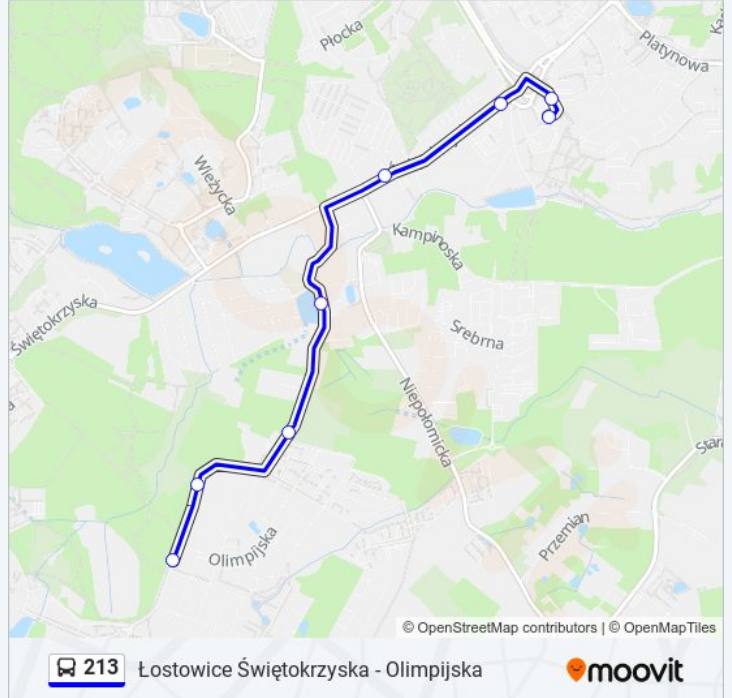 Płocka
Platynowa
Wieżycka
Kampinoska
Świętokrzyska
Srebrna
Niepołomicka
Przemian
Olimpijska
© OpenStreetMap contributors | © OpenMapTiles
213 Łostowice Świętokrzyska - Olimpijska
moovit